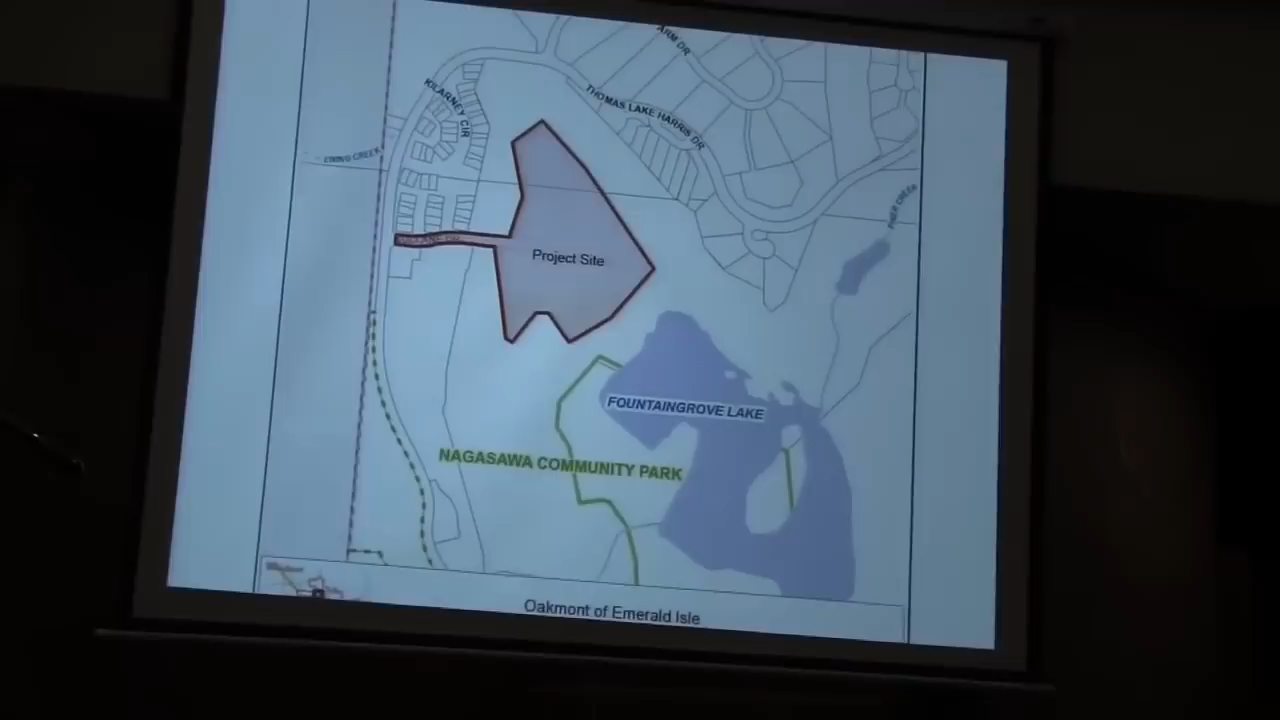 ARM DR
KILARNEY CIR
THOMAS LAKE HARRIS DR
PINER CREEK
Project Site
FOUNTAINGROVE LAKE
NAGASAWA COMMUNITY PARK
Oakmont of Emerald Isle